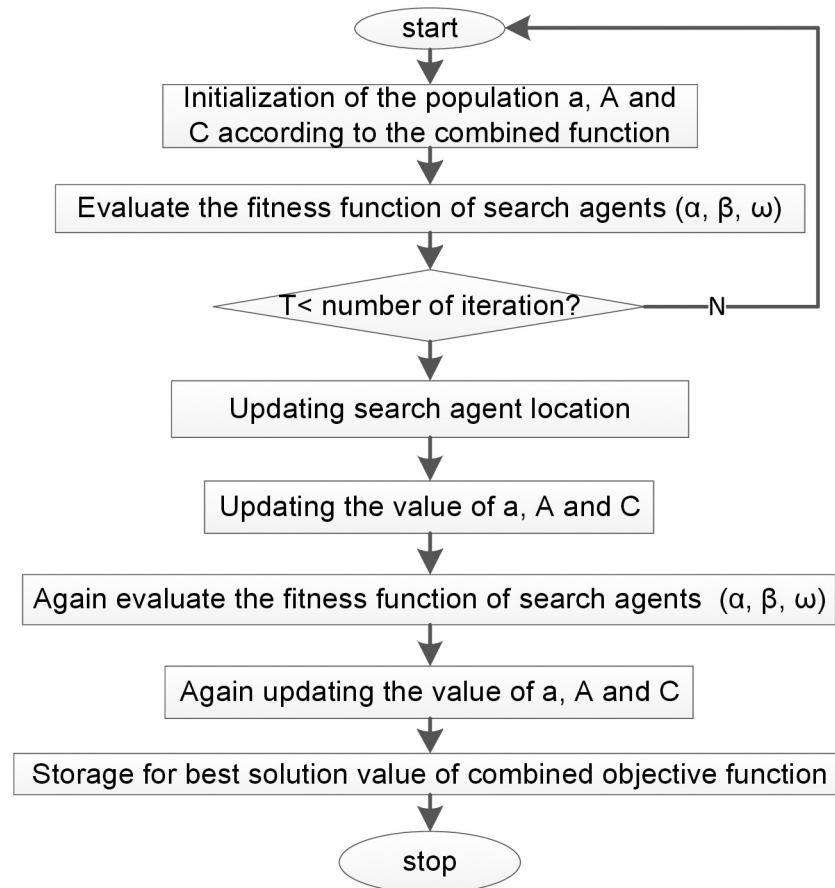 start
Initialization of the population a, A and
C according to the combined function
Evaluate the fitness function of search agents (α, β, ω)
T< number of iteration?
N
Updating search agent location
Updating the value of a, A and C
Again evaluate the fitness function of search agents (α, β, ω)
Again updating the value of a, A and C
Storage for best solution value of combined objective function
stop